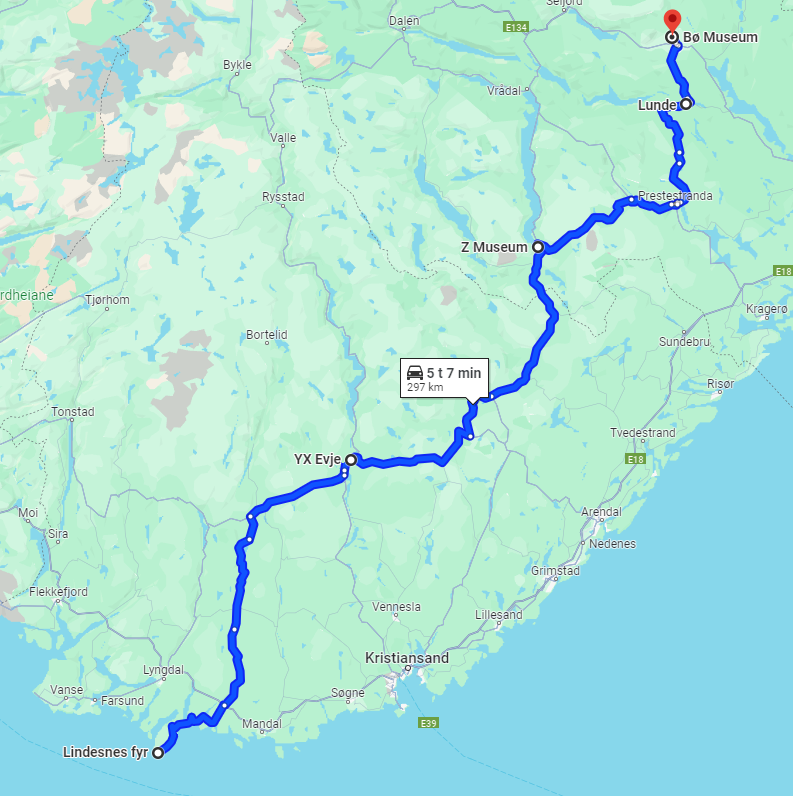 Seljord
Dalen
E134
Bø Museum
Bykle
Vrådal
Lunde
Valle
Rysstad
Prestestranda
Z Museum
E18
rdheiane
Tjørhom
Kragerø
Bortelid
Sundebru
5 t 7 min
297 km
Risør
Tonstad
Tvedestrand
YX Evje
E18
Moi
Arendal
Sira
Nedenes
Grimstad
Flekkefjord
Vennesla
Lillesand
Kristiansand
Lyngdal
Vanse
Søgne
Farsund
Mandal
E39
Lindesnes fyr